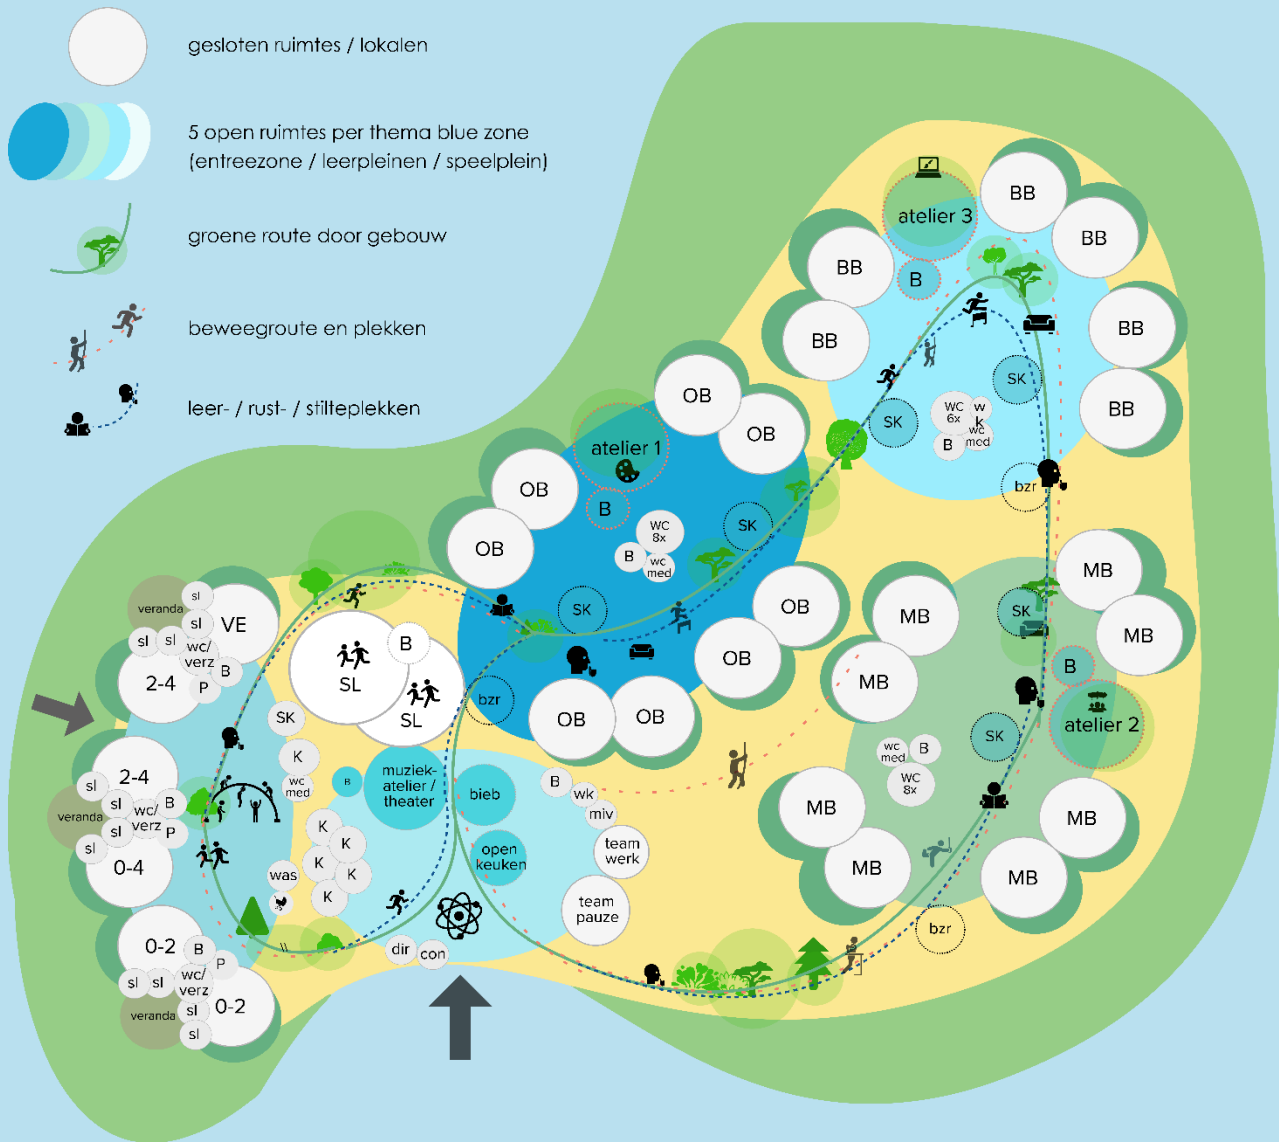 gesloten ruimtes / lokalen
5 open ruimtes per thema blue zone
(entreezone / leerpleinen / speelplein)
groene route door gebouw
beweegroute en plekken
leer- / rust- / stilteplekken
atelier 3
B
BB
BB
BB
BB
BB
BB
SK
SK
WC
6x
w
k
wc
med
B
bzr
OB
OB
atelier 1
B
OB
OB
SK
WC
8x
B
wc
med
SK
OB
OB
OB
OB
bzr
MB
MB
SK
MB
MB
B
atelier 2
SK
wc
med
B
WC
8x
MB
MB
MB
MB
bzr
veranda
sl
sl
VE
sl
sl
wc/
verz
B
P
2-4
SL
B
SL
SK
K
wc
med
B
muziek-
atelier /
theater
bieb
open
keuken
B
wk
miv
team
werk
team
pauze
2-4
sl
sl
veranda
wc/
verz
B
P
sl
sl
0-4
K
K
K
K
K
was
dir
con
0-2
B
P
wc/
verz
sl
sl
0-2
veranda
sl
sl